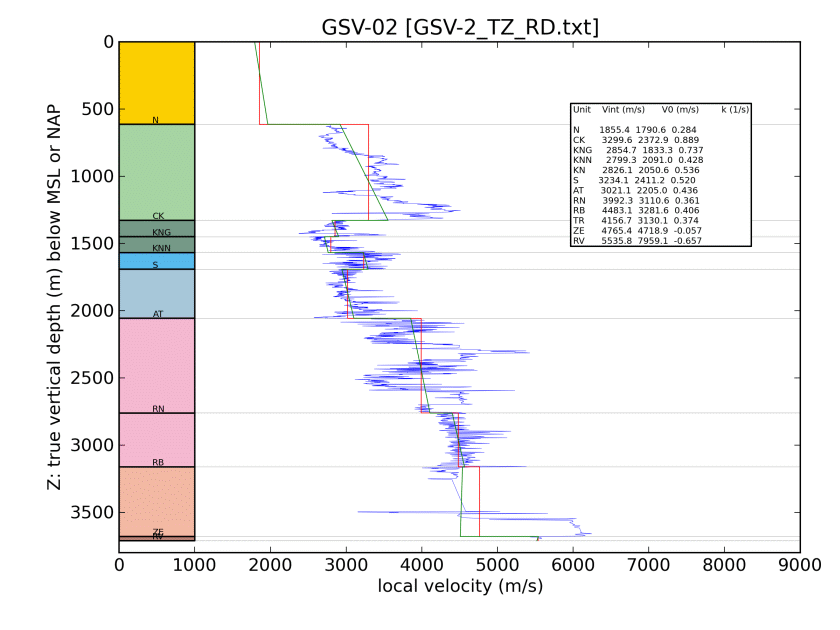 GSV-02 [GSV-2_TZ_RD.txt]
Z: true vertical depth (m) below MSL or NAP
0
500
1000
1500
2000
2500
3000
3500
N
CK
KNG
KNN
S
AT
RN
RB
ZE
RV
Unit Vint (m/s) V0 (m/s) k (1/s)
N 1855.4 1790.6 0.284
CK 3299.6 2372.9 0.889
KNG 2854.7 1833.3 0.737
KNN 2799.3 2091.0 0.428
KN 2826.1 2050.6 0.536
S 3234.1 2411.2 0.520
AT 3021.1 2205.0 0.436
RN 3992.3 3110.6 0.361
RB 4483.1 3281.6 0.406
TR 4156.7 3130.1 0.374
ZE 4765.4 4718.9 -0.057
RV 5535.8 7959.1 -0.657
0 1000 2000 3000 4000 5000 6000 7000 8000 9000
local velocity (m/s)